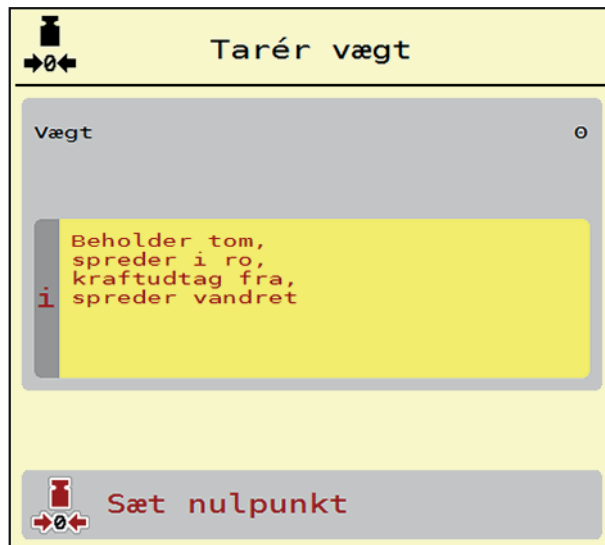 ➡0⬅ Tarér vægt
Vægt 0
Beholder tom,
spreder i ro,
kraftudtag fra,
i spreder vandret
➡0⬅ Sæt nulpunkt